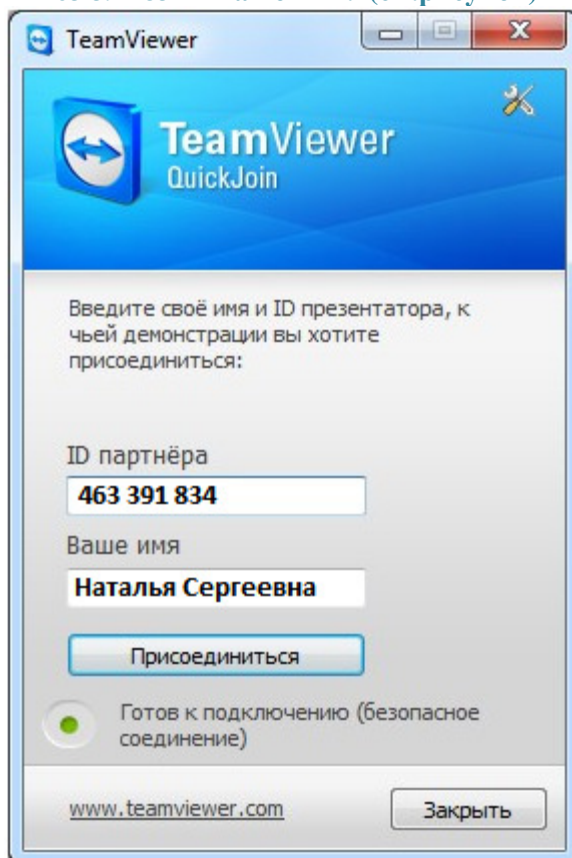 TeamViewer
TeamViewer
QuickJoin
Введите своё имя и ID презентатора, к
чьей демонстрации вы хотите
присоединиться:
ID партнёра
463 391 834
Ваше имя
Наталья Сергеевна
Присоединиться
Готов к подключению (безопасное
соединение)
www.teamviewer.com
Закрыть